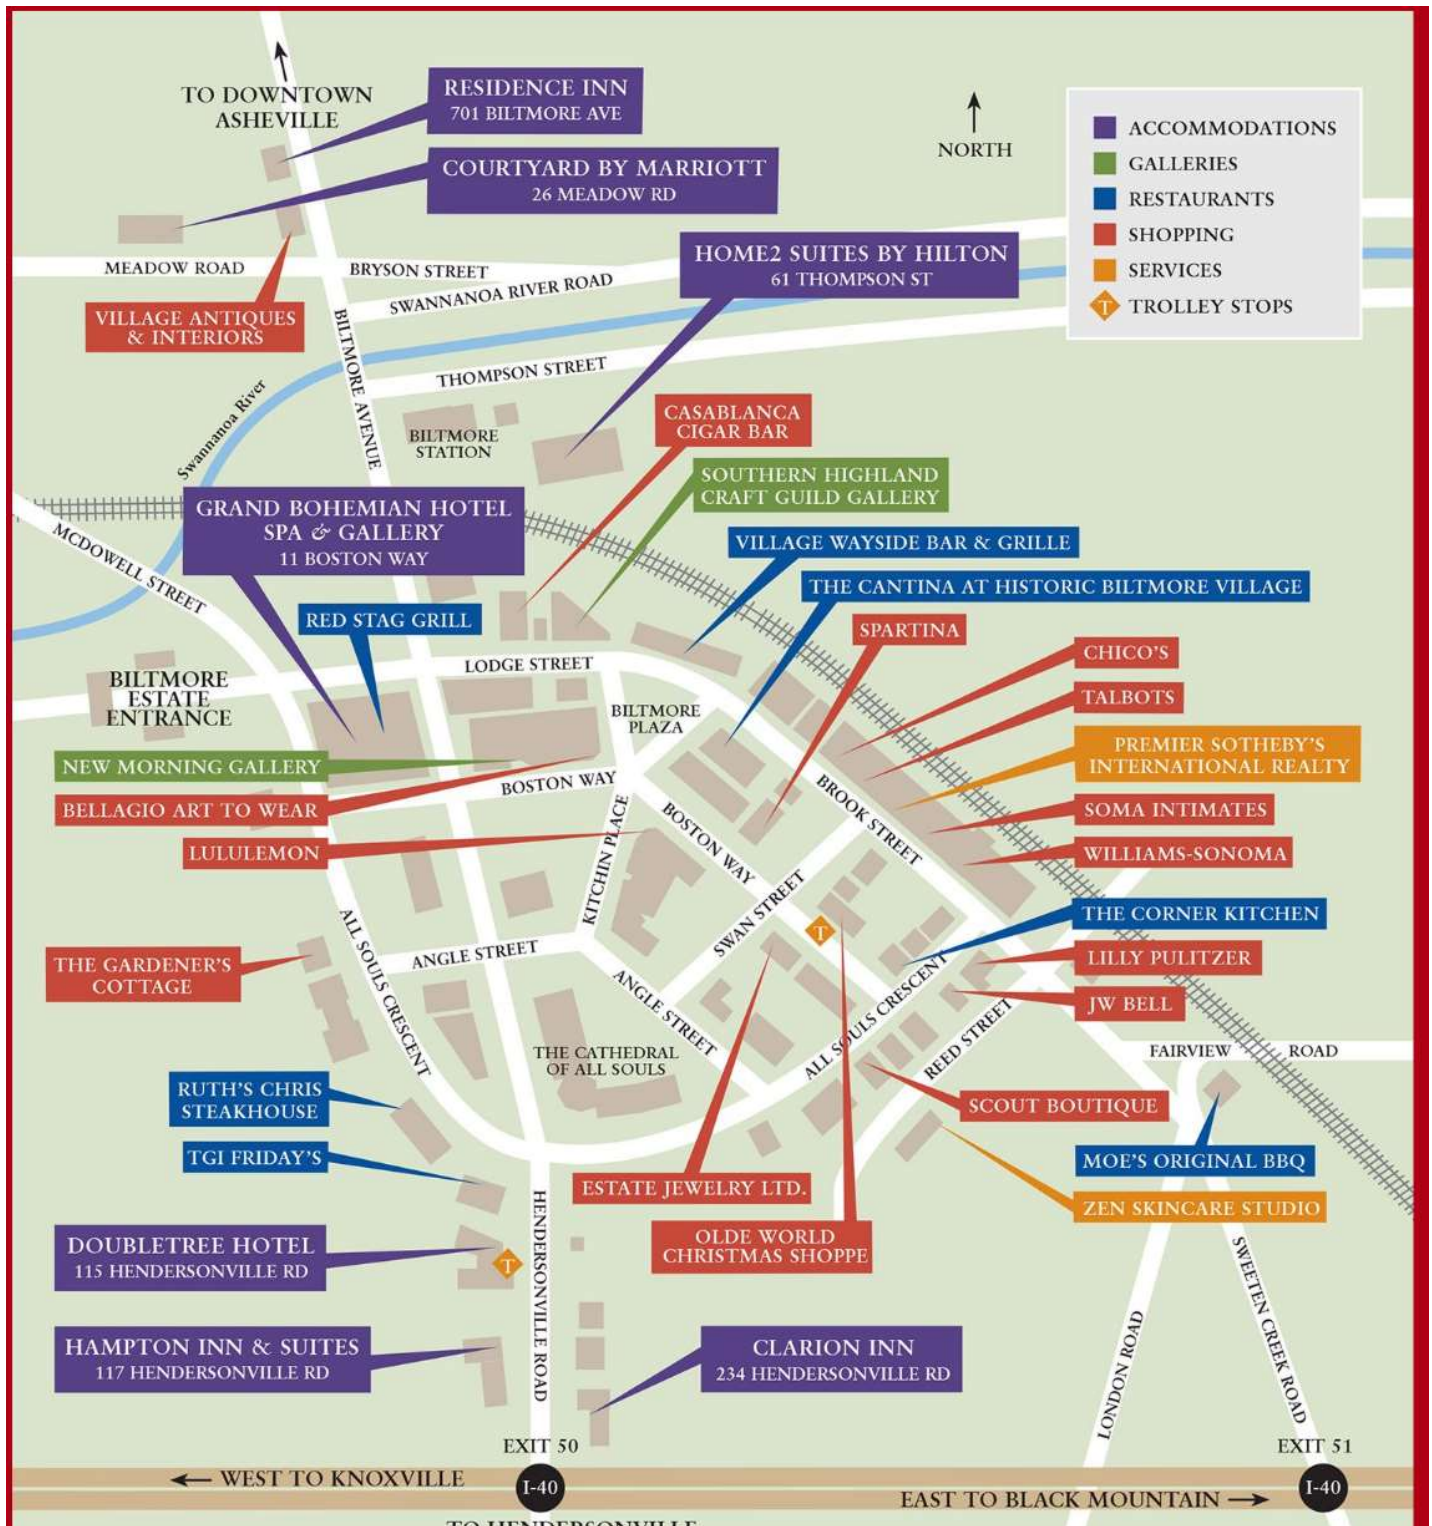 TO DOWNTOWN
ASHEVILLE
RESIDENCE INN
701 BILTMORE AVE
COURTYARD BY MARRIOTT
26 MEADOW RD
NORTH
ACCOMMODATIONS
GALLERIES
RESTAURANTS
SHOPPING
SERVICES
T TROLLEY STOPS
HOME2 SUITES BY HILTON
61 THOMPSON ST
MEADOW ROAD
BRYSON STREET
SWANNANOA RIVER ROAD
VILLAGE ANTIQUES
& INTERIORS
BILTMORE AVENUE
THOMPSON STREET
Swannanoa River
BILTMORE
STATION
CASABLANCA
CIGAR BAR
SOUTHERN HIGHLAND
CRAFT GUILD GALLERY
GRAND BOHEMIAN HOTEL
SPA & GALLERY
11 BOSTON WAY
MCDOWELL STREET
VILLAGE WAYSIDE BAR & GRILLE
THE CANTINA AT HISTORIC BILTMORE VILLAGE
RED STAG GRILL
SPARTINA
CHICO'S
LODGE STREET
BILTMORE
ESTATE
ENTRANCE
BILTMORE
PLAZA
TALBOTS
PREMIER SOTHEBY'S
INTERNATIONAL REALTY
NEW MORNING GALLERY
BOSTON WAY
BELLAGIO ART TO WEAR
BROOK STREET
SOMA INTIMATES
LULULEMON
KITCHIN PLACE
BOSTON WAY
WILLIAMS-SONOMA
SWAN STREET
THE CORNER KITCHEN
T
ALL SOULS CRESCENT
ANGLE STREET
THE GARDENER'S
COTTAGE
LILLY PULITZER
JW BELL
ANGLE STREET
ALL SOULS CRESCENT
REED STREET
THE CATHEDRAL
OF ALL SOULS
FAIRVIEW ROAD
RUTH'S CHRIS
STEAKHOUSE
SCOUT BOUTIQUE
TGI FRIDAY'S
MOE'S ORIGINAL BBQ
ESTATE JEWELRY LTD.
ZEN SKINCARE STUDIO
OLDE WORLD
CHRISTMAS SHOPPE
DOUBLETREE HOTEL
115 HENDERSONVILLE RD
T
HENDERSONVILLE ROAD
SWEETEN CREEK ROAD
LONDON ROAD
HAMPTON INN & SUITES
117 HENDERSONVILLE RD
CLARION INN
234 HENDERSONVILLE RD
EXIT 50
EXIT 51
WEST TO KNOXVILLE
I-40
EAST TO BLACK MOUNTAIN
I-40
TO HENDERSONVILLE